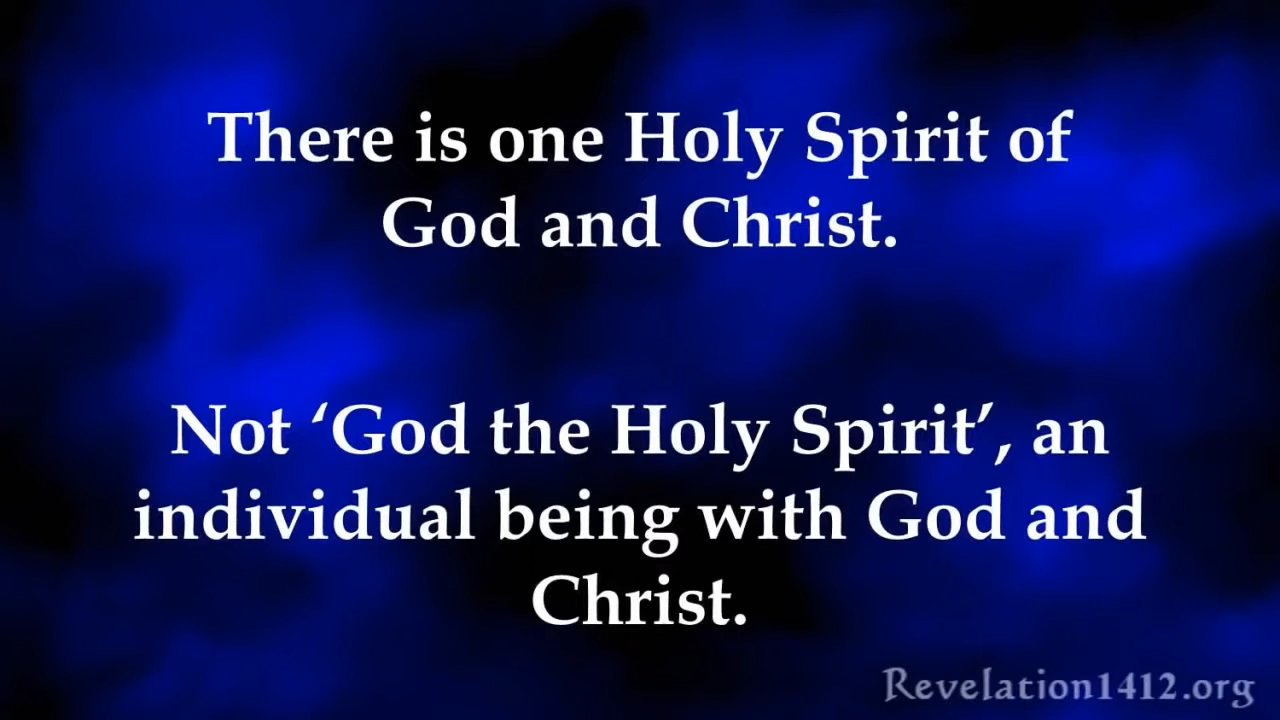 There is one Holy Spirit of
God and Christ.
Not ‘God the Holy Spirit’, an
individual being with God and
Christ.
Revelation1412.org